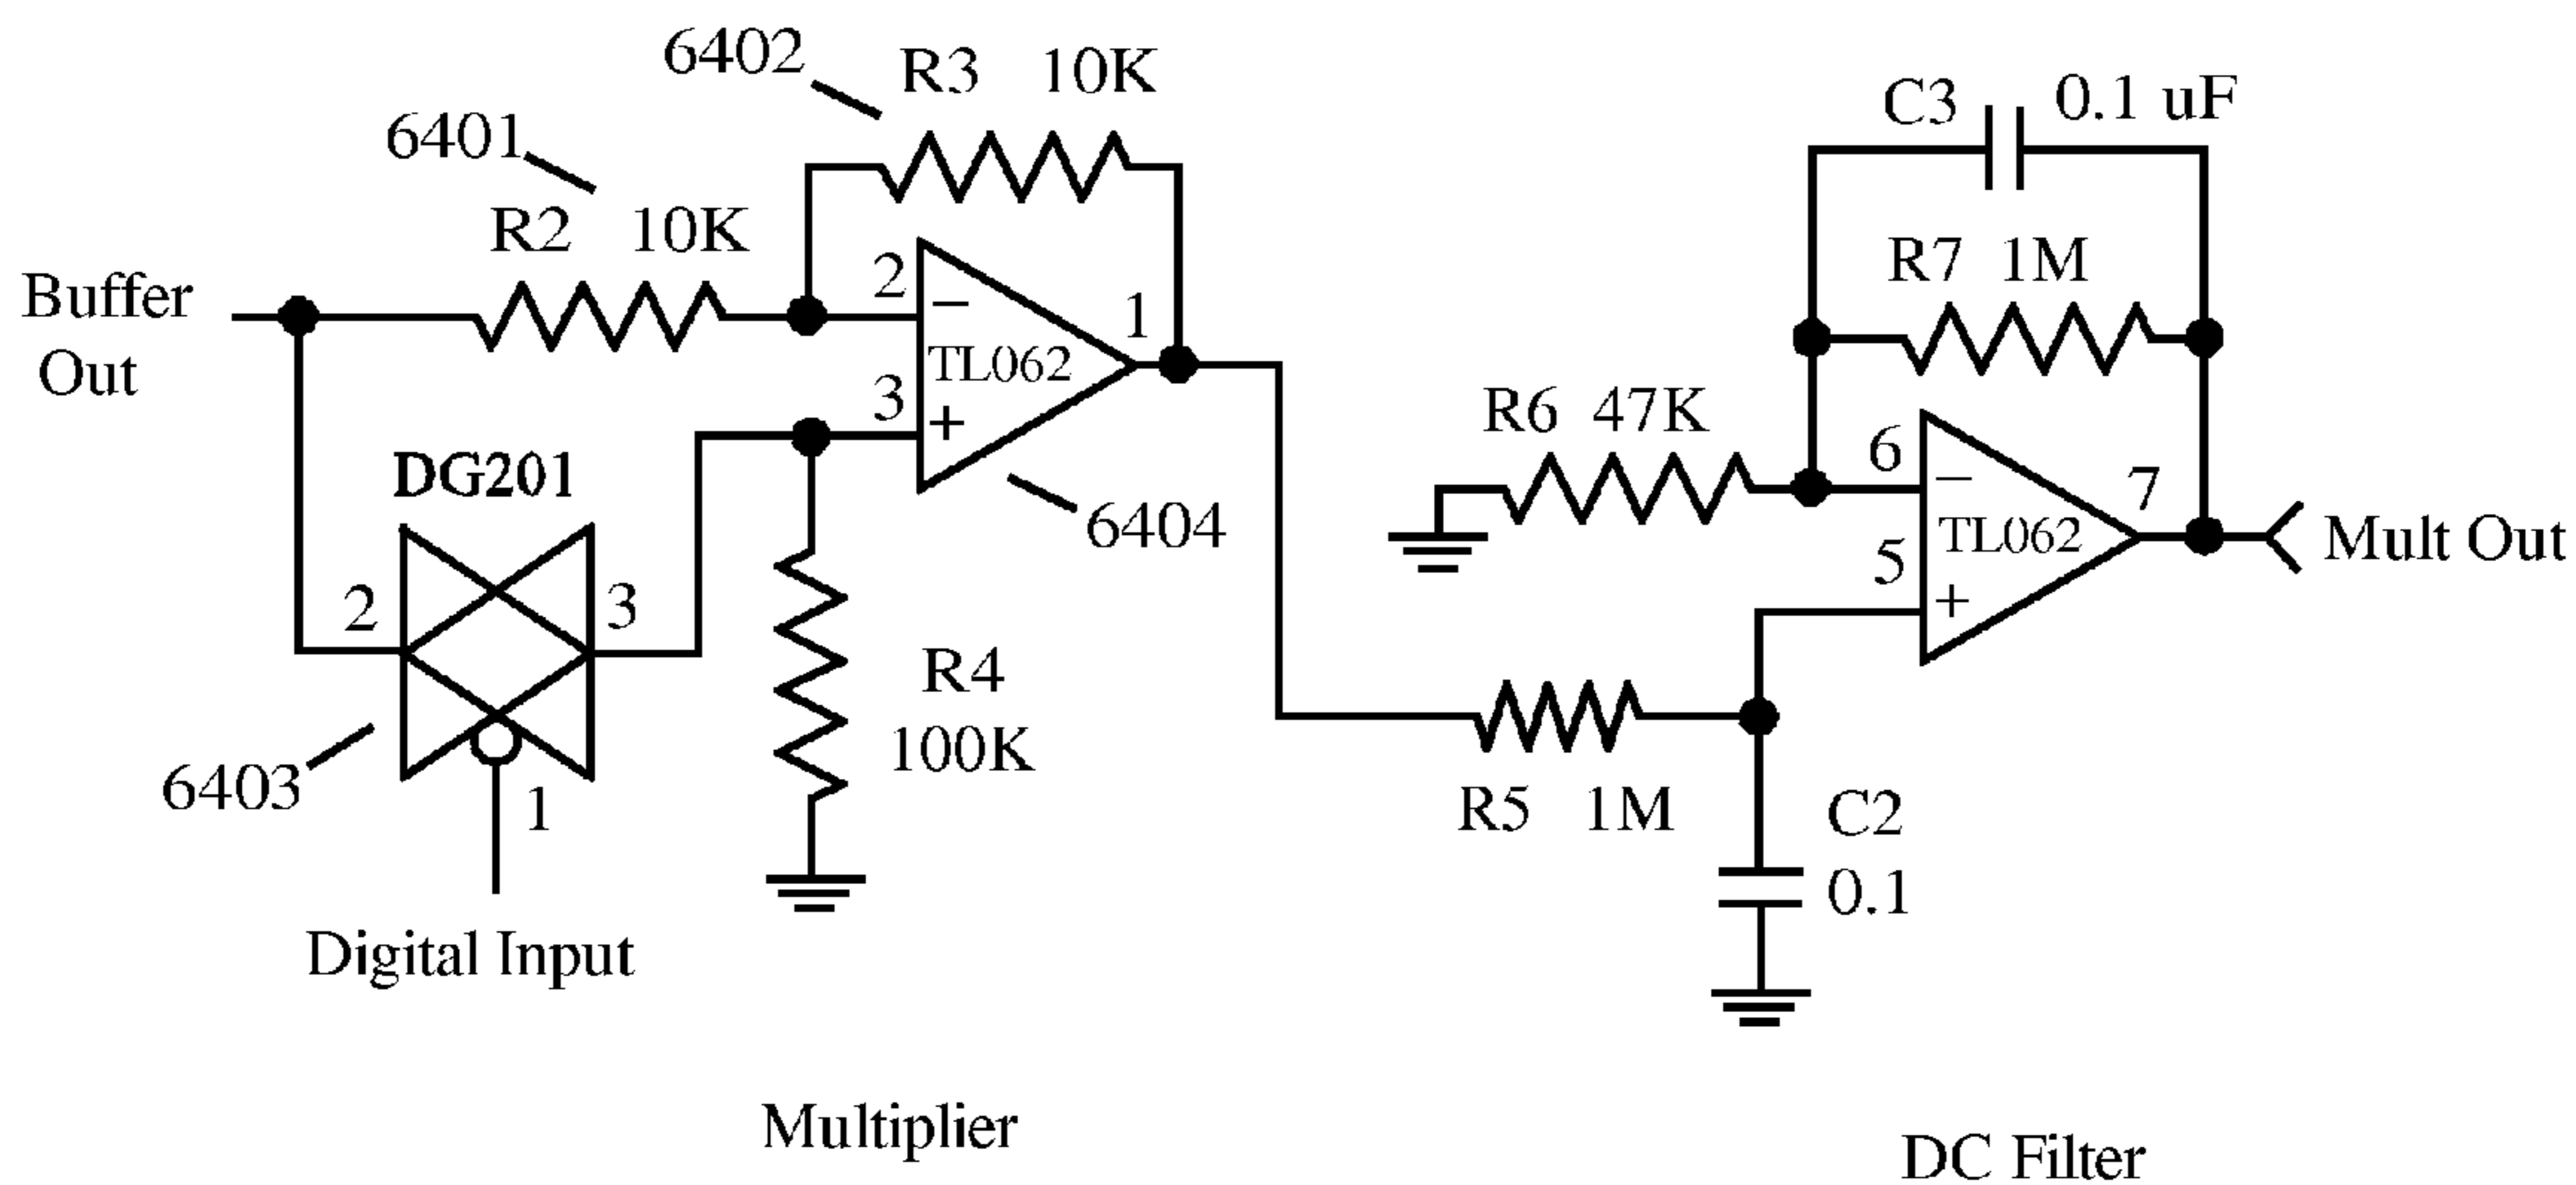 6402
R3 10K
6401
R2 10K
Buffer
Out
2
−
TL062
1
3
+
6404
DG201
2
3
6403
1
Digital Input
R4
100K
C3 0.1 uF
R7 1M
R6 47K
6
−
TL062
7
5
+
Mult Out
R5 1M
C2
0.1
Multiplier
DC Filter